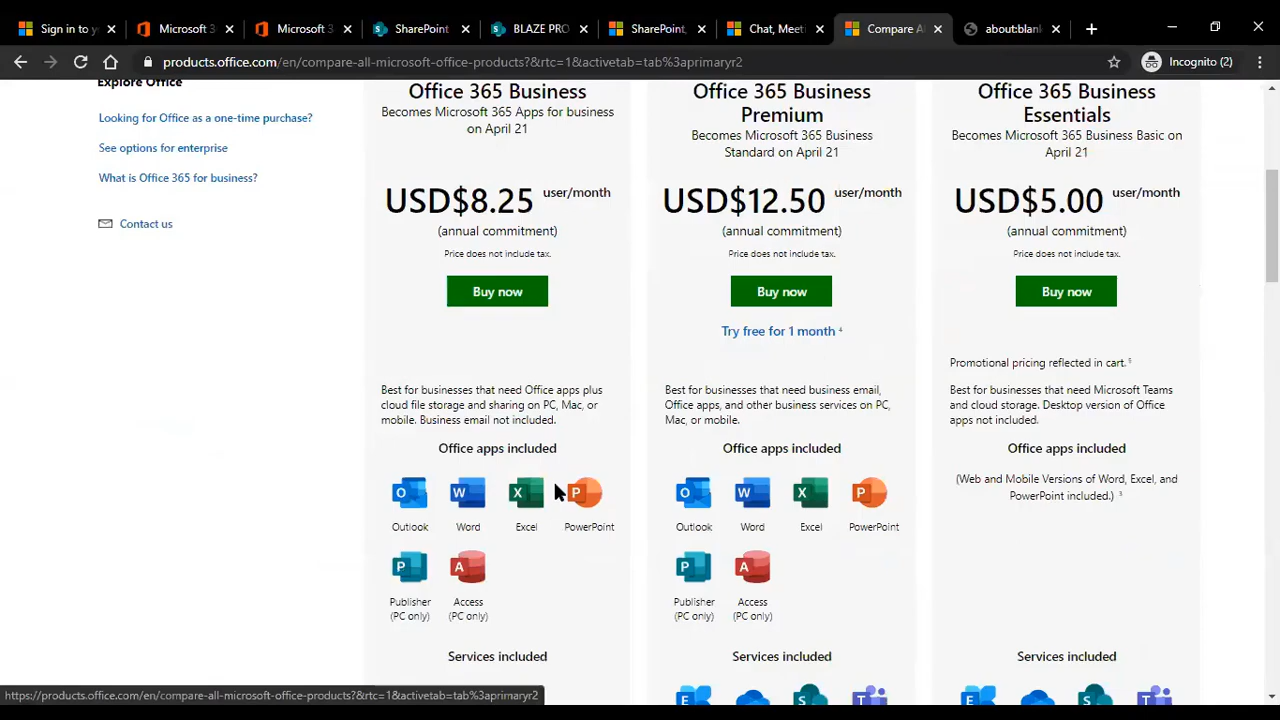 Sign in to y
Microsoft 3
Microsoft 3
SharePoint
BLAZE PRO
SharePoint,
Chat, Meeti
Compare A
about:blan
products.office.com/en/compare-all-microsoft-office-products?&rtc=1&activetab=tab%3aprimaryr2
Incognito (2)
Explore Office
Looking for Office as a one-time purchase?
See options for enterprise
What is Office 365 for business?
Contact us
Office 365 Business
Becomes Microsoft 365 Apps for business
on April 21
USD$8.25 user/month
(annual commitment)
Price does not include tax.
Buy now
Best for businesses that need Office apps plus
cloud file storage and sharing on PC, Mac, or
mobile. Business email not included.
Office apps included
Outlook
Word
Excel
PowerPoint
Publisher
(PC only)
Access
(PC only)
Services included
Office 365 Business
Premium
Becomes Microsoft 365 Business
Standard on April 21
USD$12.50 user/month
(annual commitment)
Price does not include tax.
Buy now
Try free for 1 month ⁴
Best for businesses that need business email,
Office apps, and other business services on PC,
Mac, or mobile.
Office apps included
Outlook
Word
Excel
PowerPoint
Publisher
(PC only)
Access
(PC only)
Services included
Office 365 Business
Essentials
Becomes Microsoft 365 Business Basic on
April 21
USD$5.00 user/month
(annual commitment)
Price does not include tax.
Buy now
Promotional pricing reflected in cart.⁵
Best for businesses that need Microsoft Teams
and cloud storage. Desktop version of Office
apps not included.
Office apps included
(Web and Mobile Versions of Word, Excel, and
PowerPoint included.) ³
Services included
https://products.office.com/en/compare-all-microsoft-office-products?&rtc=1&activetab=tab%3aprimaryr2